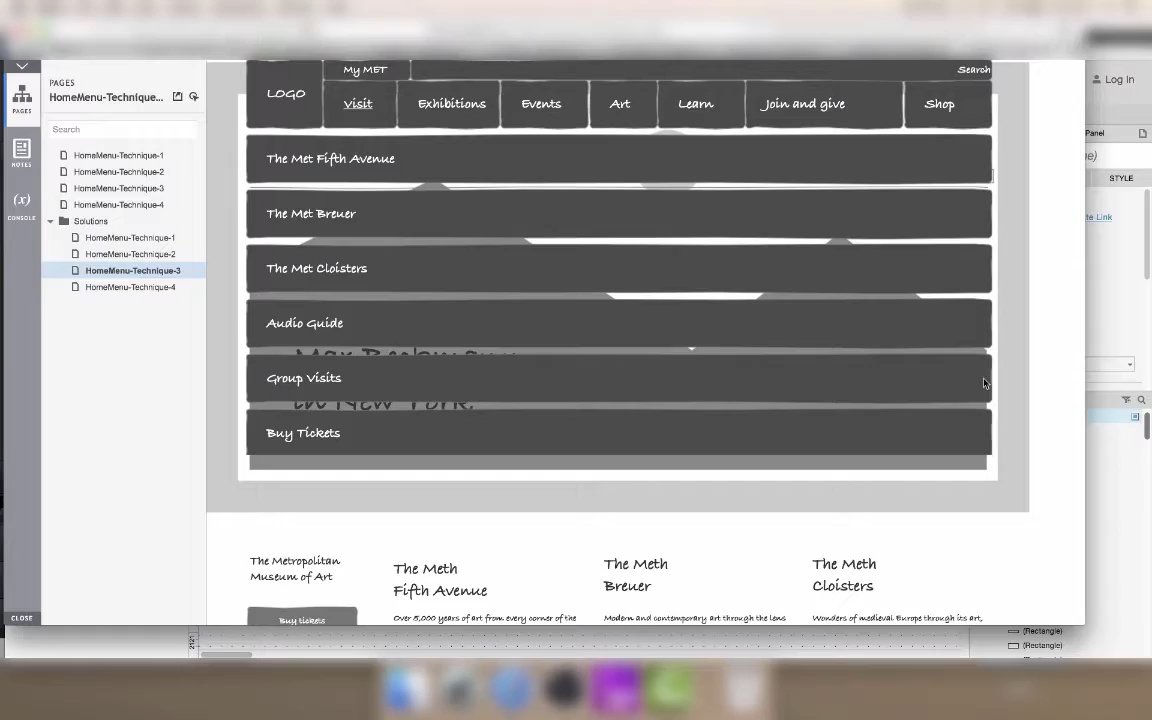 PAGES
HomeMenu-Technique...
Search
HomeMenu-Technique-1
HomeMenu-Technique-2
HomeMenu-Technique-3
HomeMenu-Technique-4
Solutions
HomeMenu-Technique-1
HomeMenu-Technique-2
HomeMenu-Technique-3
HomeMenu-Technique-4
PAGES
NOTES
(x)
CONSOLE
CLOSE
LOGO
My MET
Search
Visit
Exhibitions
Events
Art
Learn
Join and give
Shop
The Met Fifth Avenue
The Met Breuer
The Met Cloisters
Audio Guide
Group Visits
in New York.
Buy Tickets
The Metropolitan
Museum of Art
Buy tickets
The Meth
Fifth Avenue
Over 5,000 years of art from every corner of the
The Meth
Breuer
Modern and contemporary art through the lens
The Meth
Cloisters
Wonders of medieval Europe through its art,
Log In
Panel
STYLE
te Link
(Rectangle)
(Rectangle)